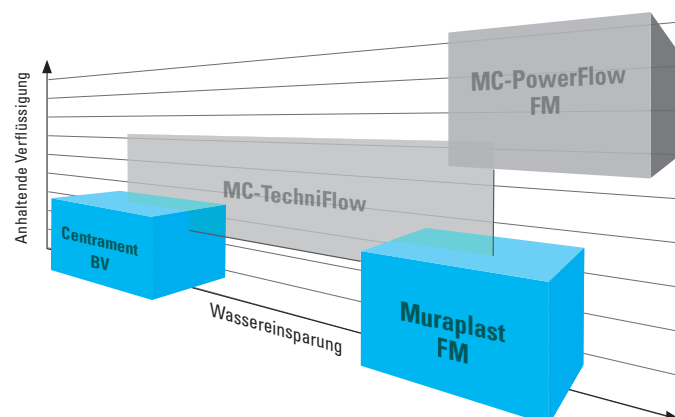 Anhaltende Verflüssigung
MC-PowerFlow
FM
MC-TechniFlow
Centrament
BV
Wassereinsparung
Muraplast
FM